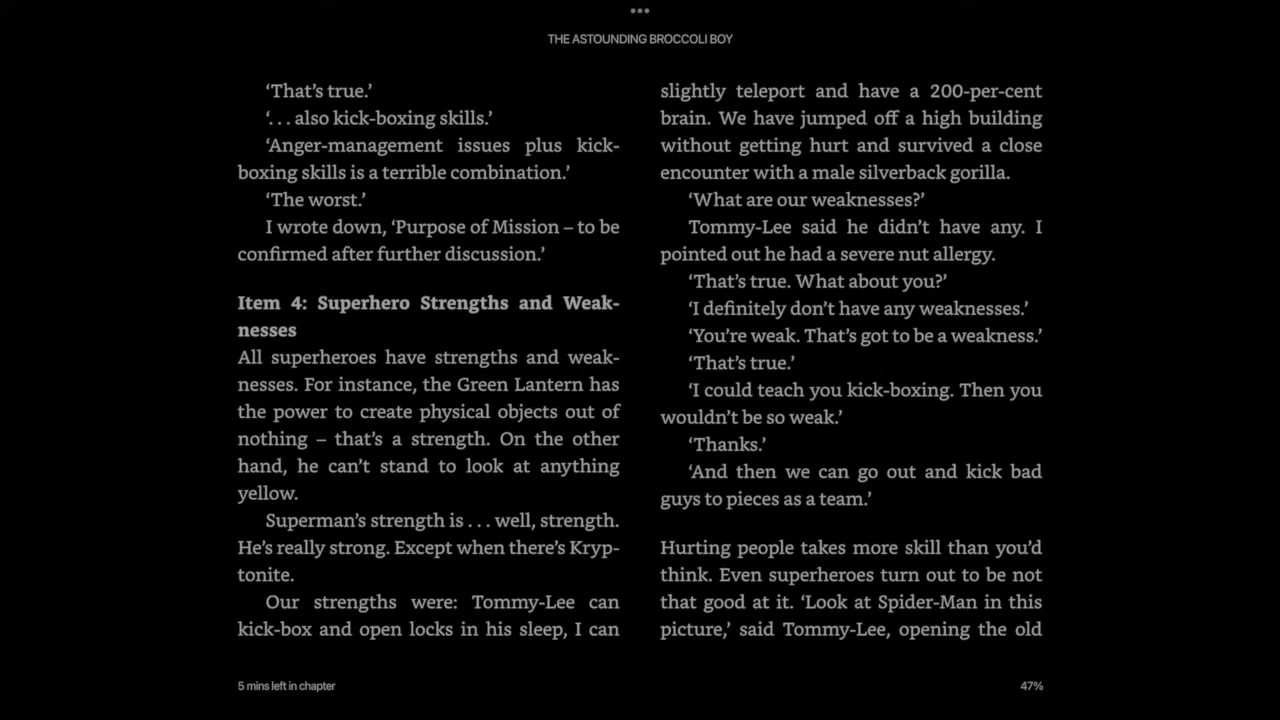 THE ASTOUNDING BROCCOLI BOY
‘That’s true.’
‘. . . also kick-boxing skills.’
‘Anger-management issues plus kick-
boxing skills is a terrible combination.’
‘The worst.’
I wrote down, ‘Purpose of Mission – to be
confirmed after further discussion.’
Item 4: Superhero Strengths and Weak-
nesses
All superheroes have strengths and weak-
nesses. For instance, the Green Lantern has
the power to create physical objects out of
nothing – that’s a strength. On the other
hand, he can’t stand to look at anything
yellow.
Superman’s strength is . . . well, strength.
He’s really strong. Except when there’s Kryp-
tonite.
Our strengths were: Tommy-Lee can
kick-box and open locks in his sleep, I can
slightly teleport and have a 200-per-cent
brain. We have jumped off a high building
without getting hurt and survived a close
encounter with a male silverback gorilla.
‘What are our weaknesses?’
Tommy-Lee said he didn’t have any. I
pointed out he had a severe nut allergy.
‘That’s true. What about you?’
‘I definitely don’t have any weaknesses.’
‘You’re weak. That’s got to be a weakness.’
‘That’s true.’
‘I could teach you kick-boxing. Then you
wouldn’t be so weak.’
‘Thanks.’
‘And then we can go out and kick bad
guys to pieces as a team.’
Hurting people takes more skill than you’d
think. Even superheroes turn out to be not
that good at it. ‘Look at Spider-Man in this
picture,’ said Tommy-Lee, opening the old
5 mins left in chapter
47%